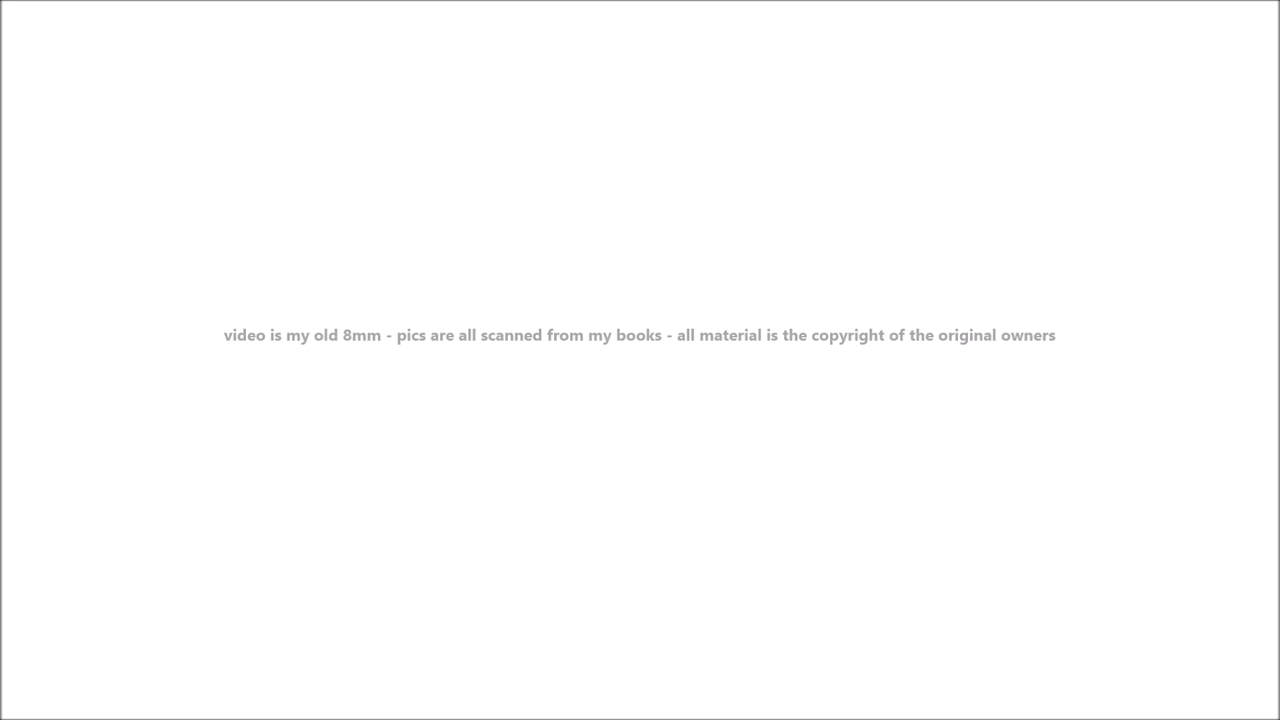 video is my old 8mm - pics are all scanned from my books - all material is the copyright of the original owners